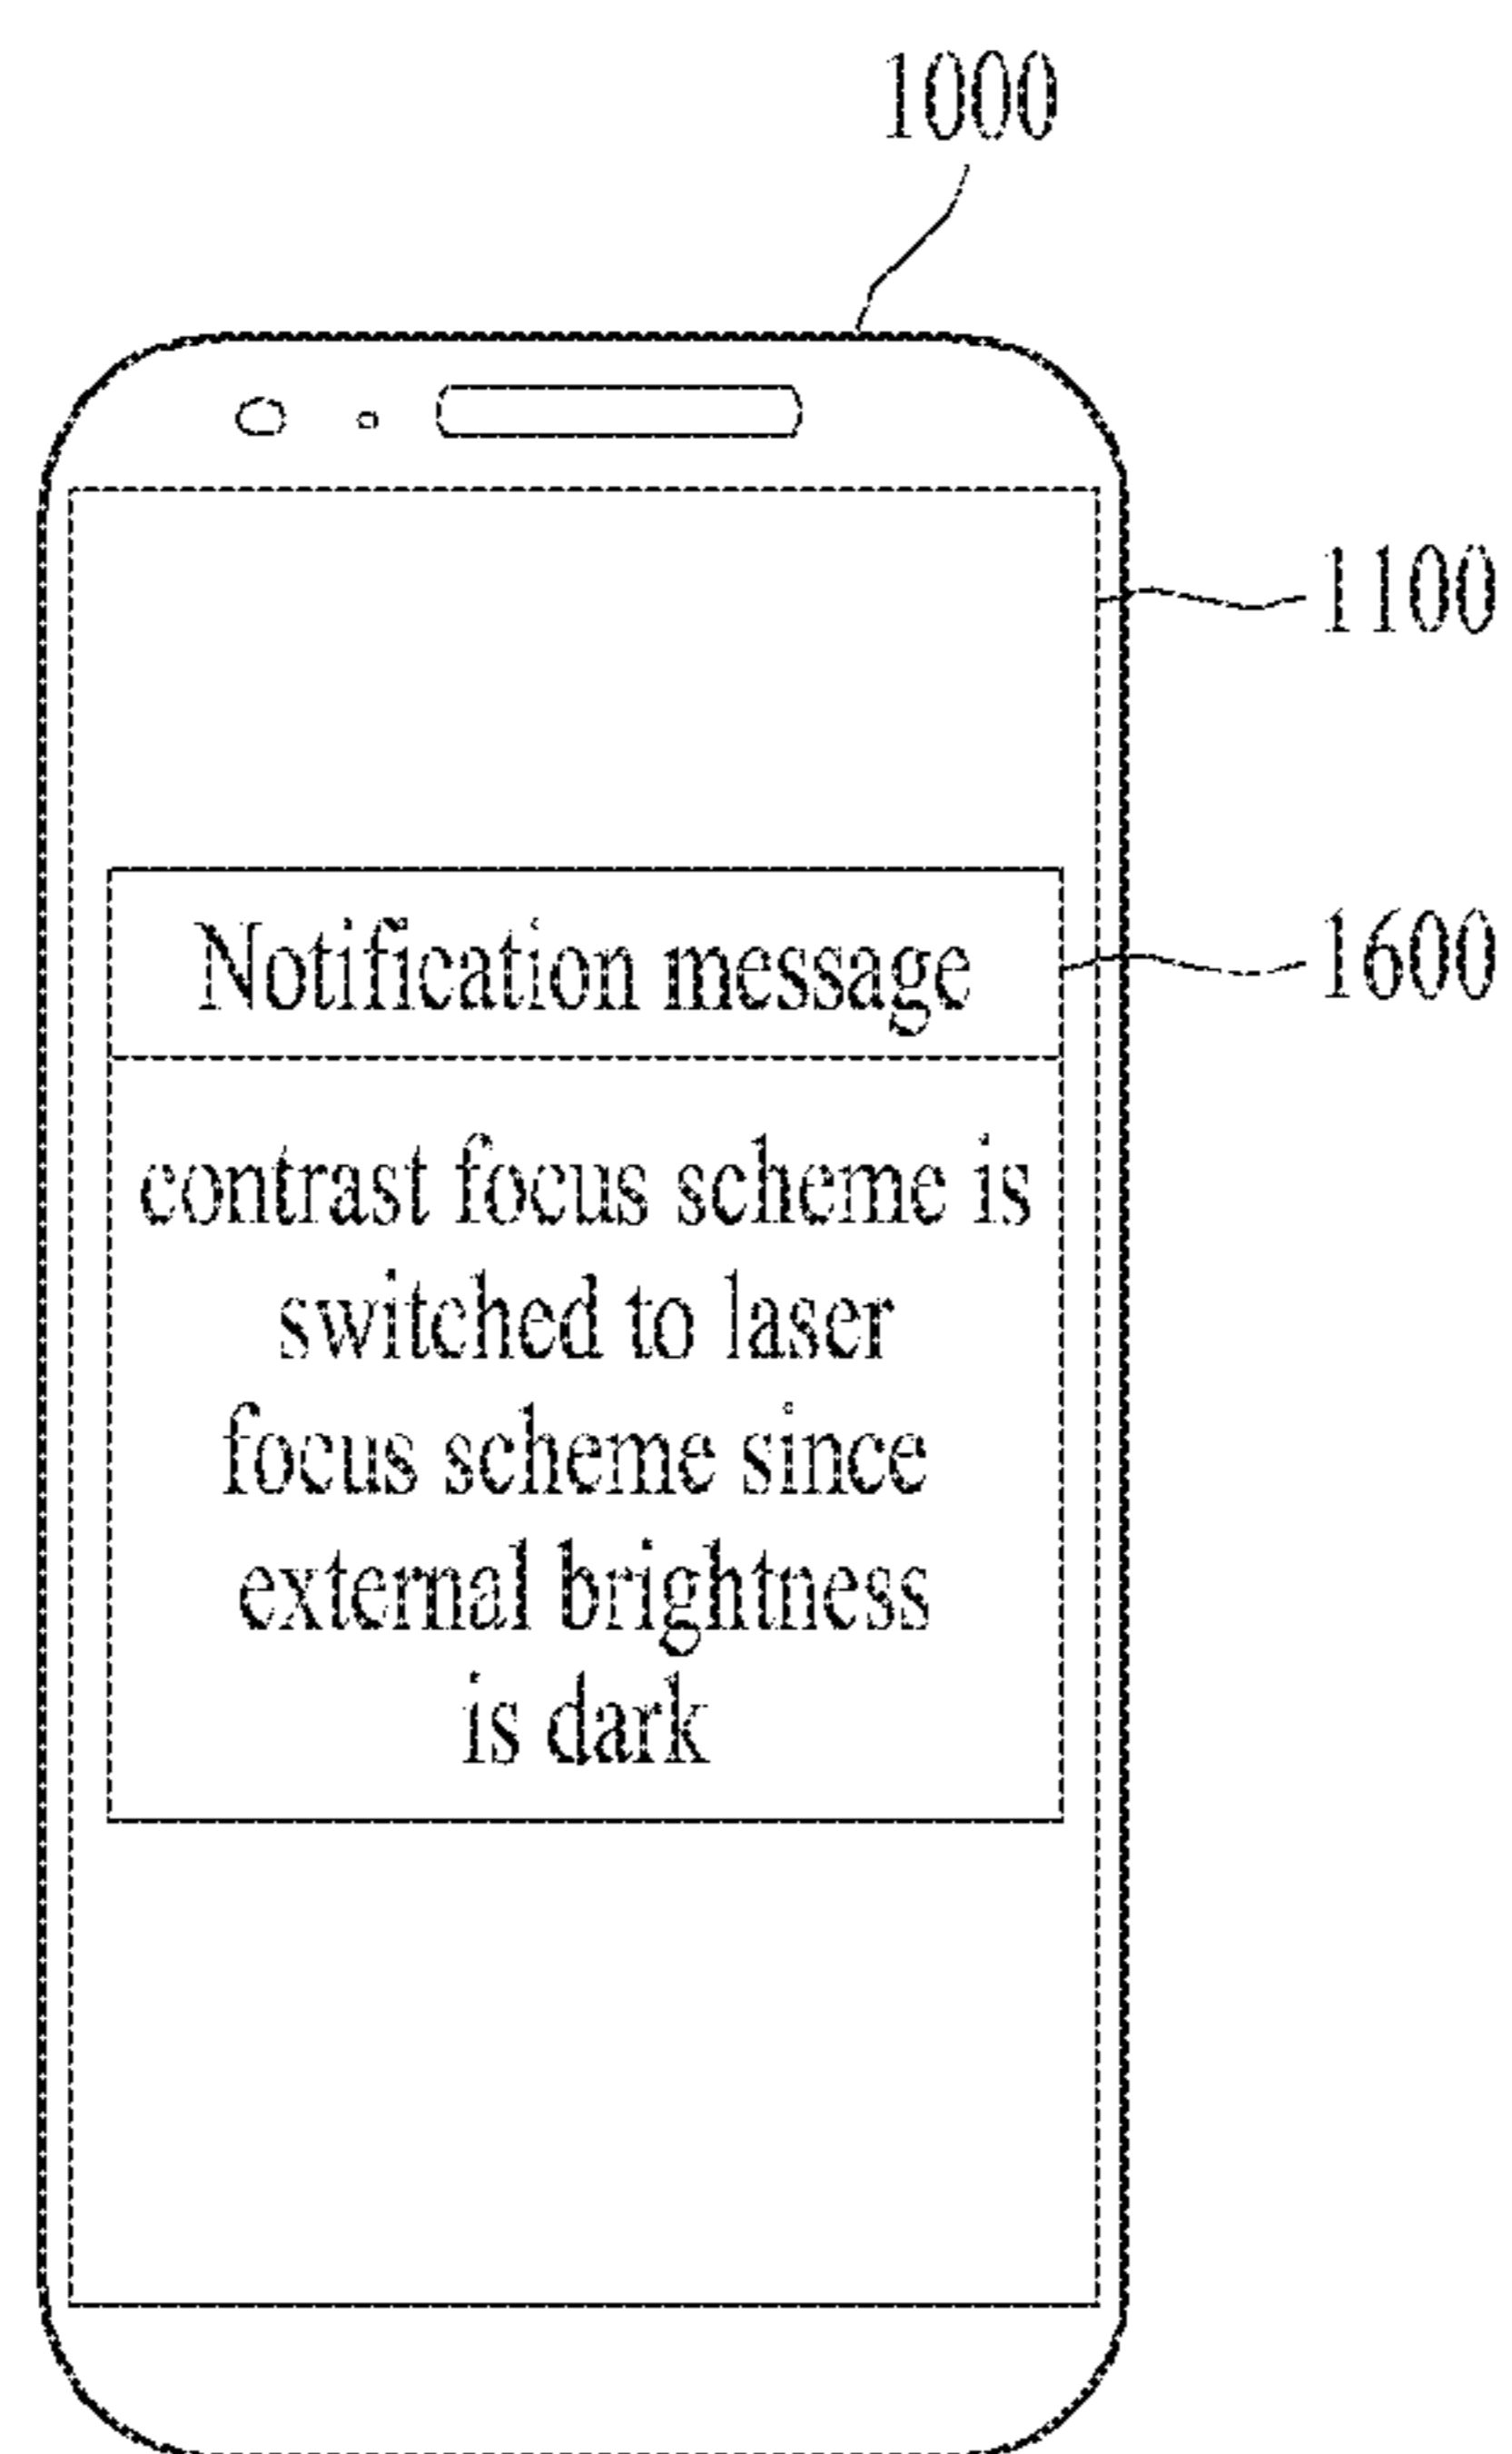 1000
1100
Notification message
1600
contrast focus scheme is
switched to laser
focus scheme since
external brightness
is dark